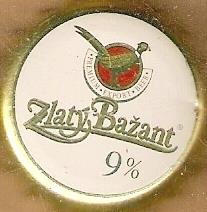 · PREMIUM · EXPORT · BEER ·
Zlatý Bažant®
9%